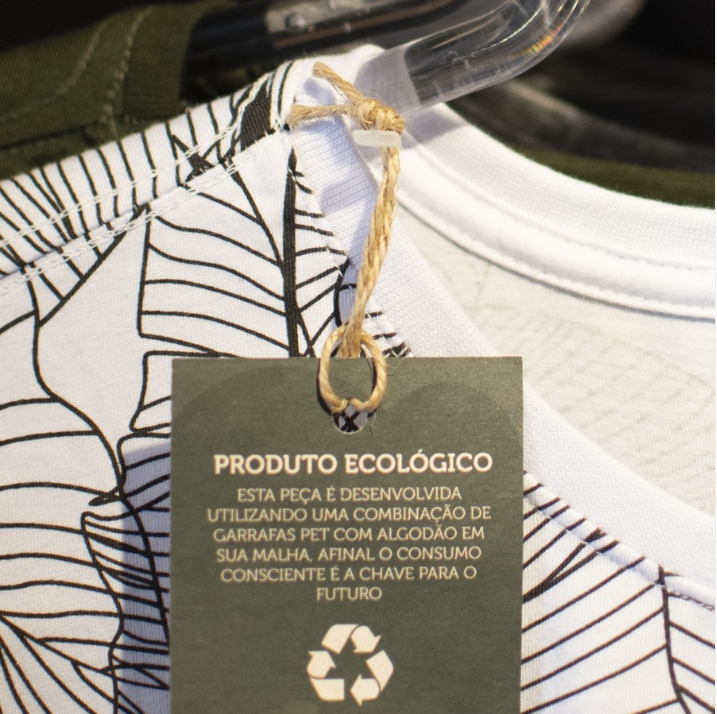 PRODUTO ECOLÓGICO
ESTA PEÇA É DESENVOLVIDA
UTILIZANDO UMA COMBINAÇÃO DE
GARRAFAS PET COM ALGODÃO EM
SUA MALHA, AFINAL O CONSUMO
CONSCIENTE É A CHAVE PARA O
FUTURO